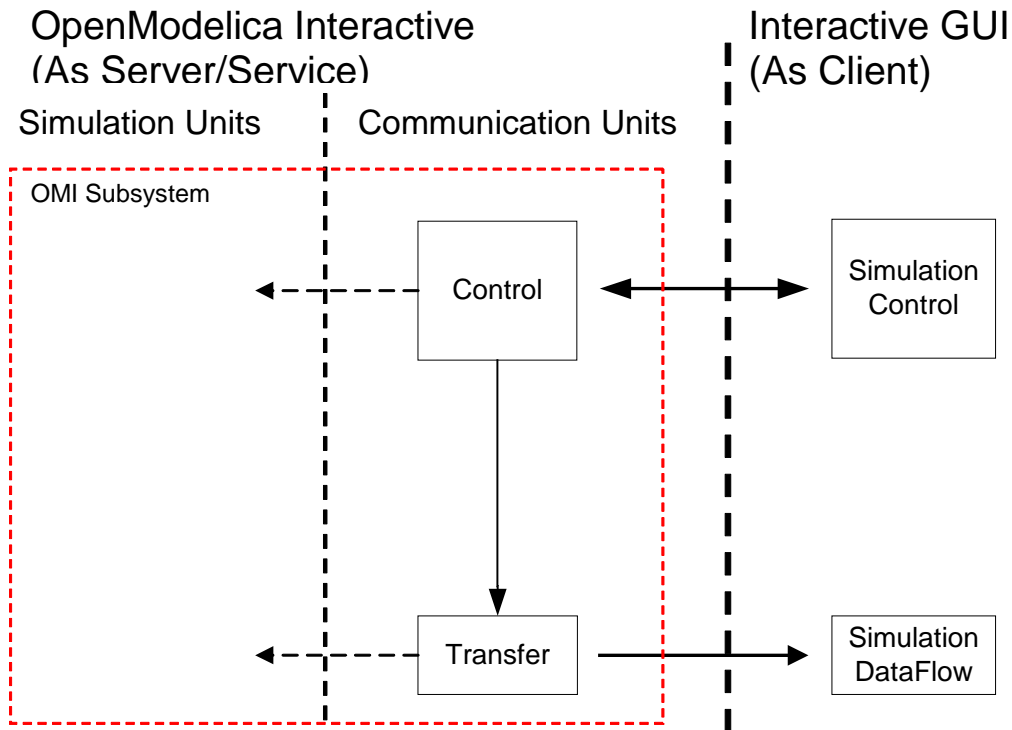 OpenModelica Interactive
(As Server/Service)
Interactive GUI
(As Client)
Simulation Units
Communication Units
OMI Subsystem
Control
Simulation
Control
Transfer
Simulation
DataFlow